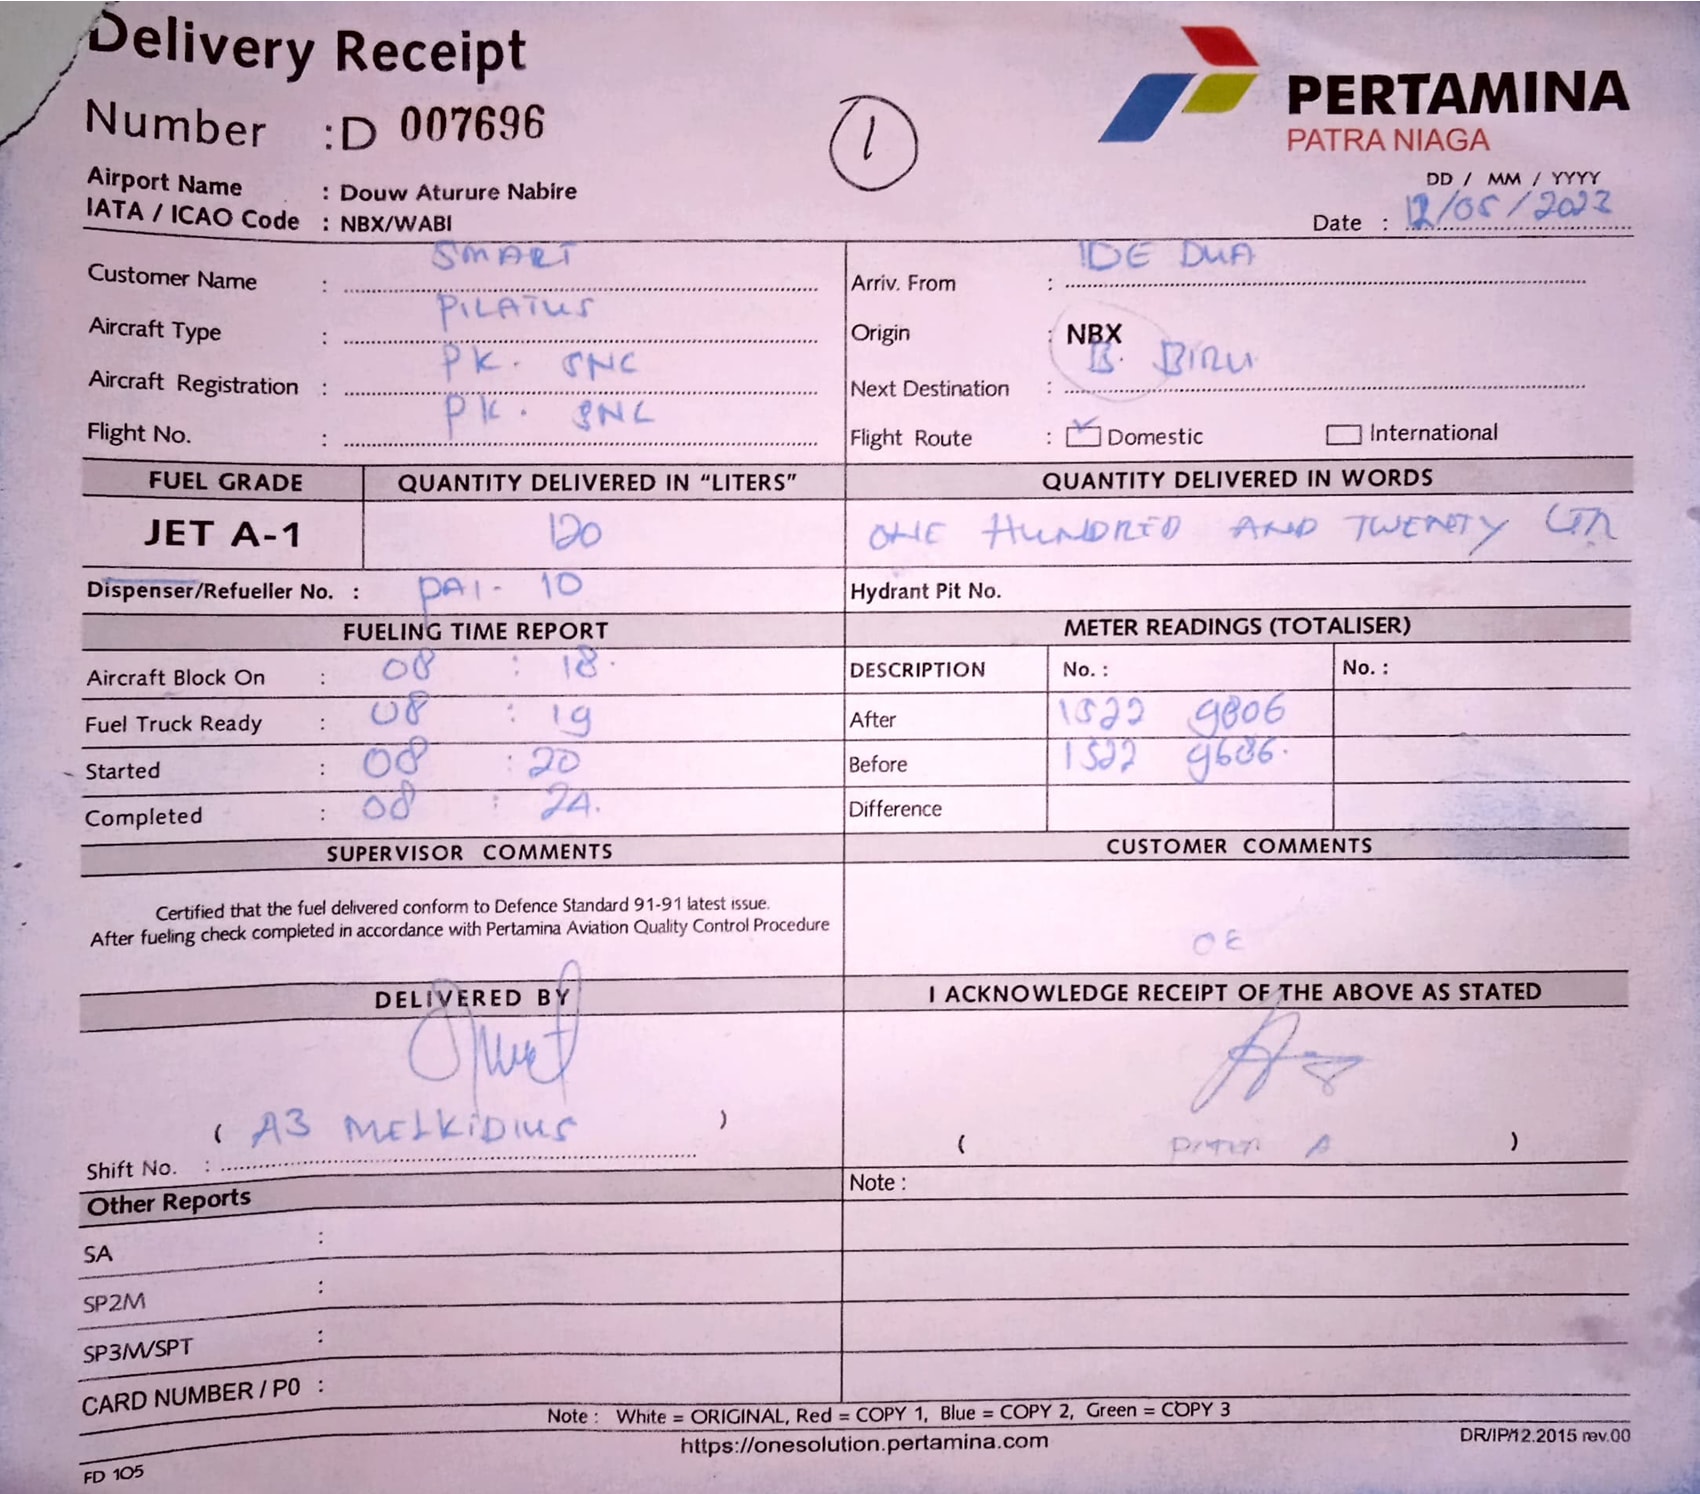 Delivery Receipt
Number : D 007696
1
PERTAMINA
PATRA NIAGA
Airport Name : Douw Aturure Nabire
IATA / ICAO Code : NBX/WABI
DD / MM / YYYY
Date : 12/05/2023
Customer Name : SMART
Arriv. From : IDE DUA
Aircraft Type : PILATUS
Origin : NBX
Aircraft Registration : PK. SNC
Next Destination : B. BIRU
Flight No. : PK. SNC
Flight Route : Domestic International
FUEL GRADE QUANTITY DELIVERED IN “LITERS” QUANTITY DELIVERED IN WORDS
JET A-1 120 ONE HUNDRED AND TWENTY LTR
Dispenser/Refueller No. : PAI- 10 Hydrant Pit No.
FUELING TIME REPORT METER READINGS (TOTALISER)
Aircraft Block On : 08 : 18. DESCRIPTION No. : No. :
Fuel Truck Ready : 08 : 19 After 1522 9806
Started : 08 : 20 Before 1522 9686.
Completed : 08 : 24. Difference
SUPERVISOR COMMENTS CUSTOMER COMMENTS
Certified that the fuel delivered conform to Defence Standard 91-91 latest issue.
After fueling check completed in accordance with Pertamina Aviation Quality Control Procedure
DELIVERED BY I ACKNOWLEDGE RECEIPT OF THE ABOVE AS STATED
( A3 MELKIDIUS ) ( A )
Shift No. :
Other Reports Note :
SA :
SP2M :
SP3M/SPT :
CARD NUMBER / P0 :
Note : White = ORIGINAL, Red = COPY 1, Blue = COPY 2, Green = COPY 3
https://onesolution.pertamina.com
DR/IP/12.2015 rev.00
FD 105